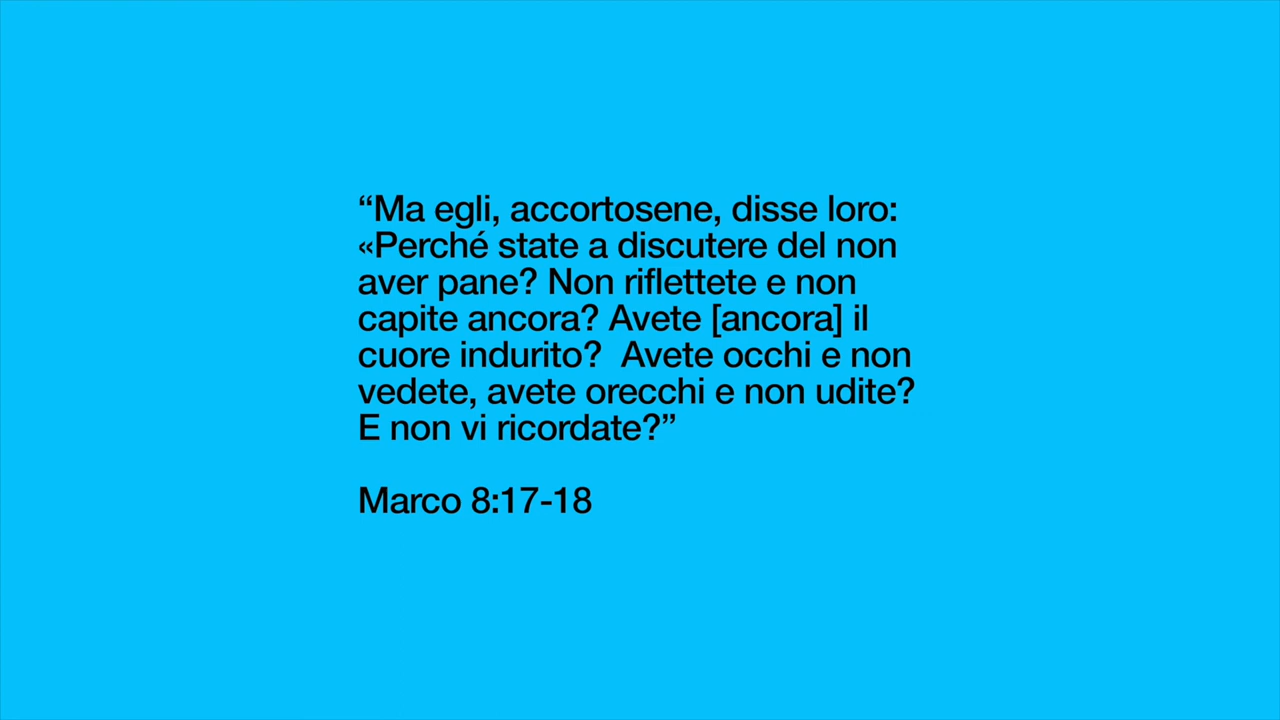 “Ma egli, accortosene, disse loro:
«Perché state a discutere del non
aver pane? Non riflettete e non
capite ancora? Avete [ancora] il
cuore indurito?  Avete occhi e non
vedete, avete orecchi e non udite?
E non vi ricordate?”
Marco 8:17-18